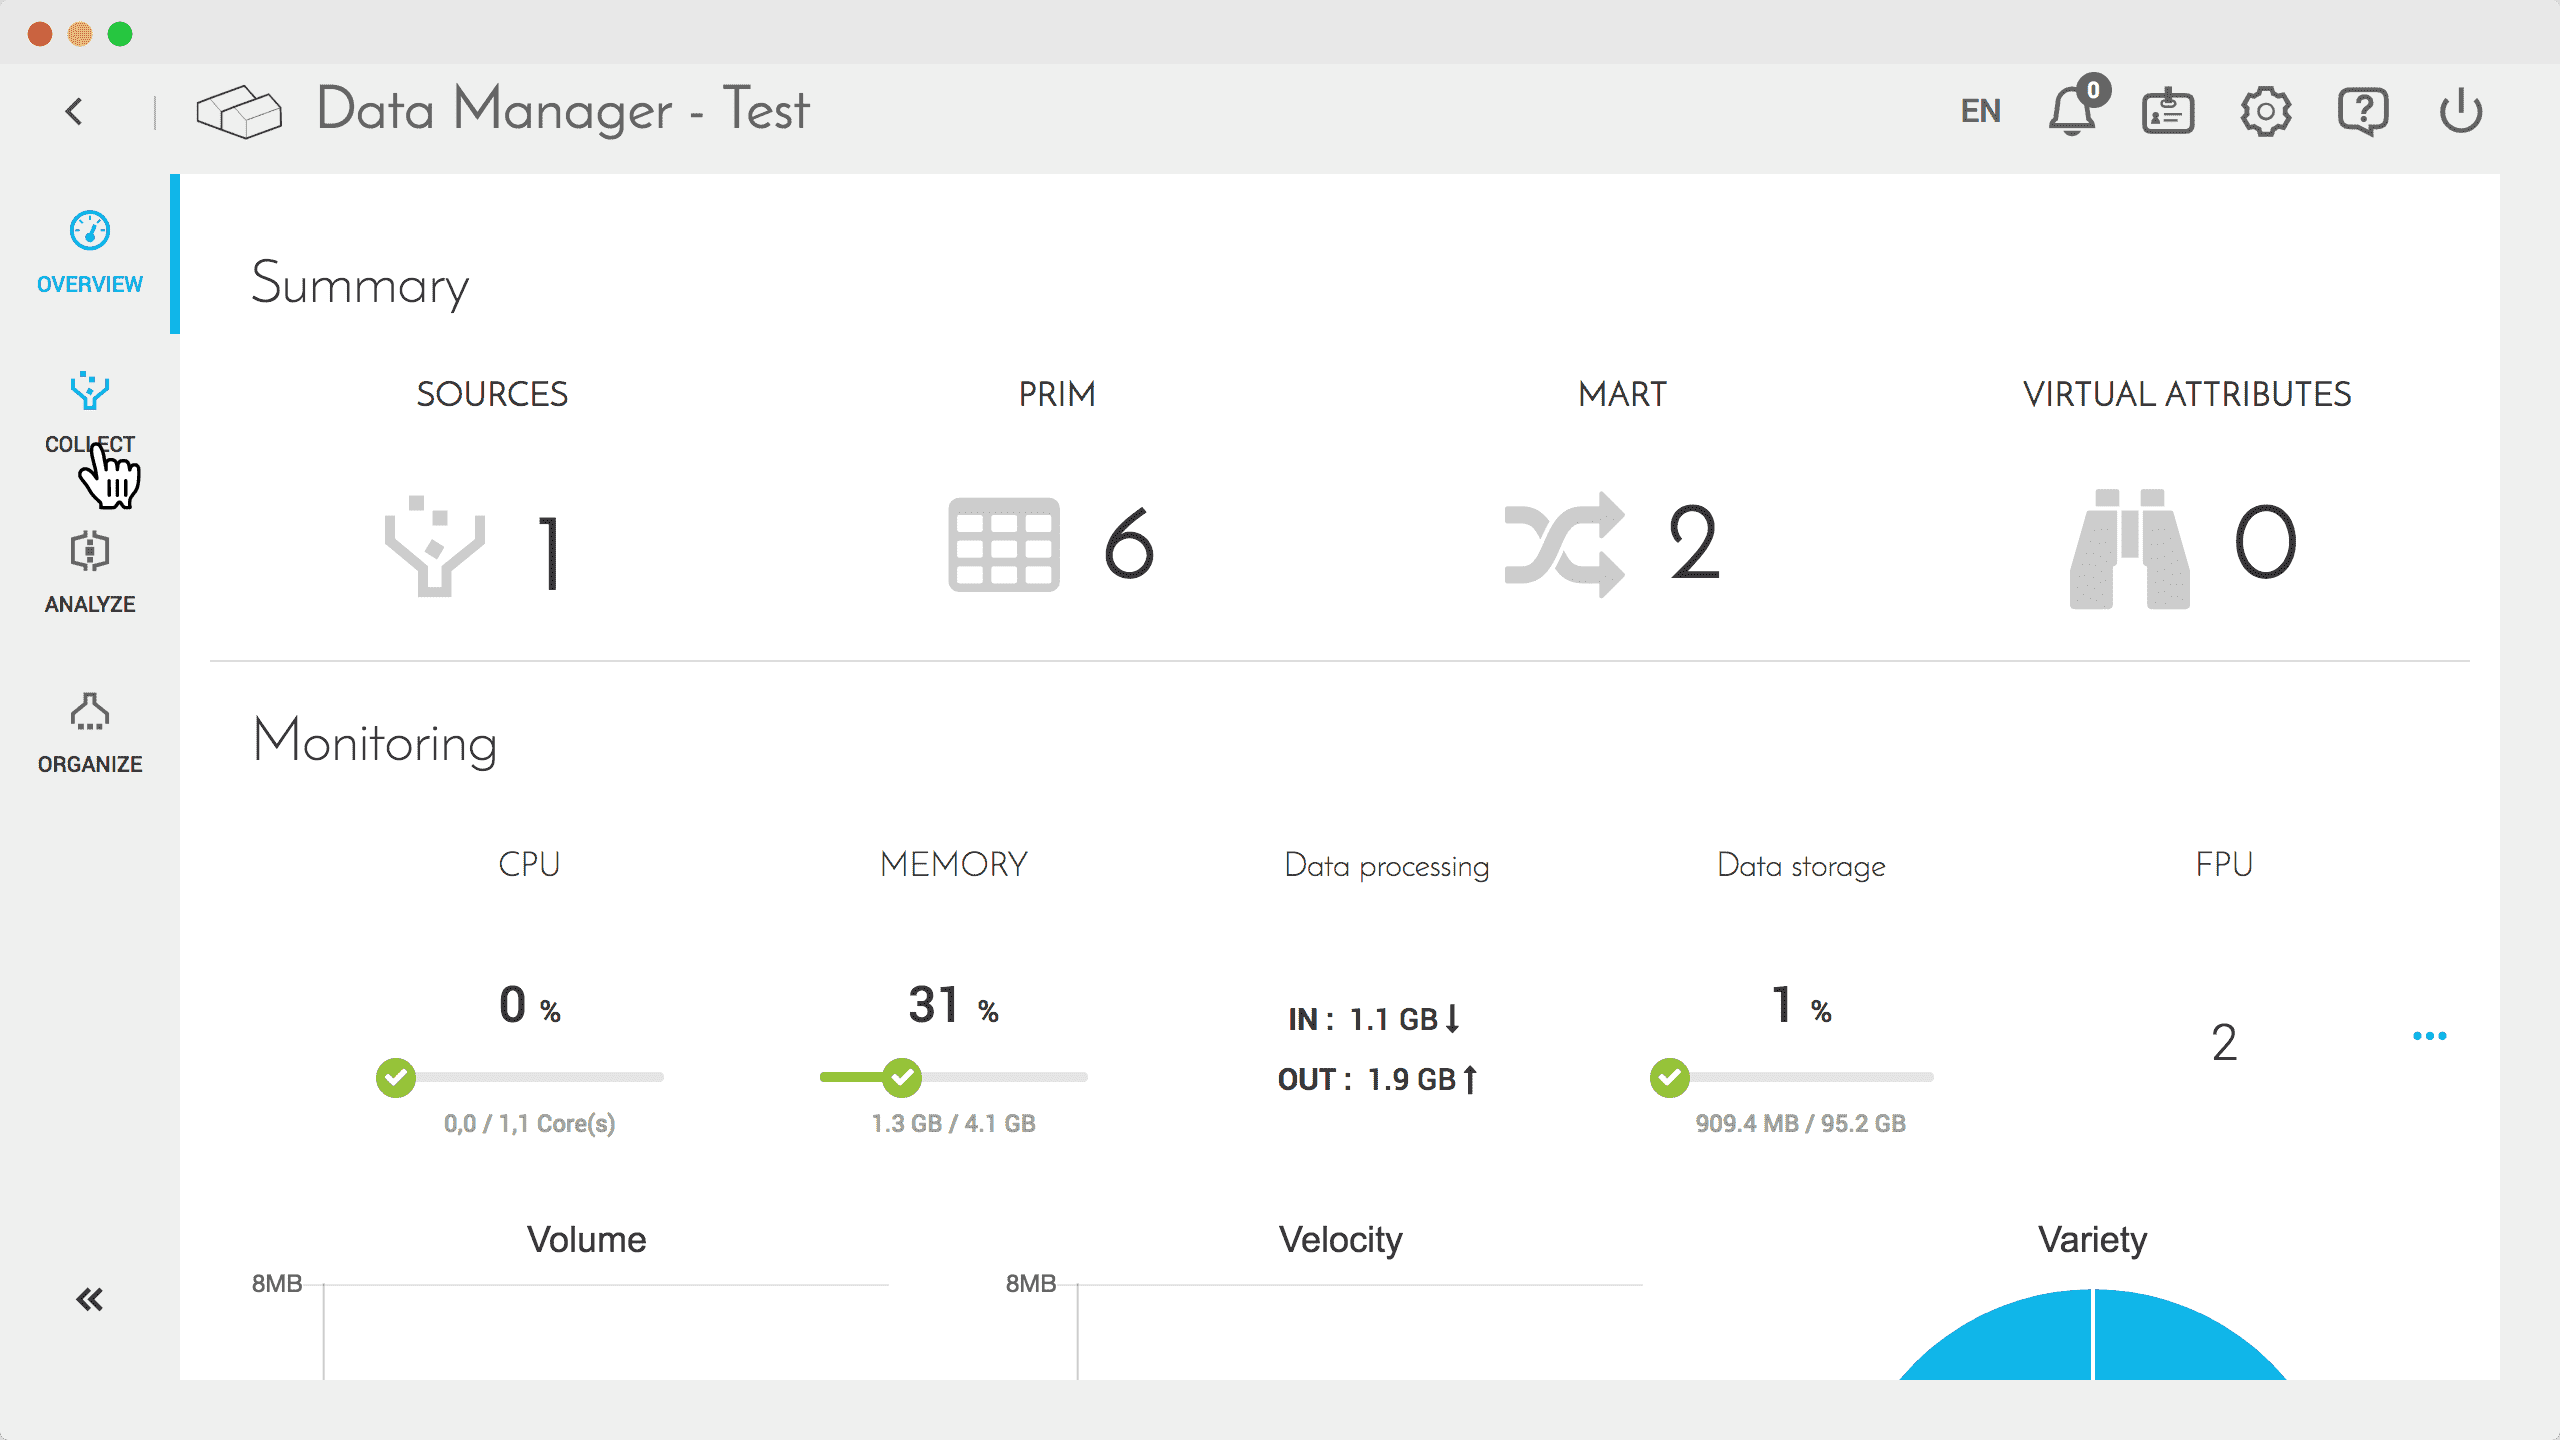 Data Manager - Test
EN
0
OVERVIEW
COLLECT
ANALYZE
ORGANIZE
Summary
SOURCES PRIM MART VIRTUAL ATTRIBUTES
1 6 2 0
Monitoring
CPU MEMORY Data processing Data storage FPU
0 % 31 % IN : 1.1 GB 1 % 2
OUT : 1.9 GB
0,0 / 1,1 Core(s) 1.3 GB / 4.1 GB 909.4 MB / 95.2 GB
Volume Velocity Variety
8MB 8MB